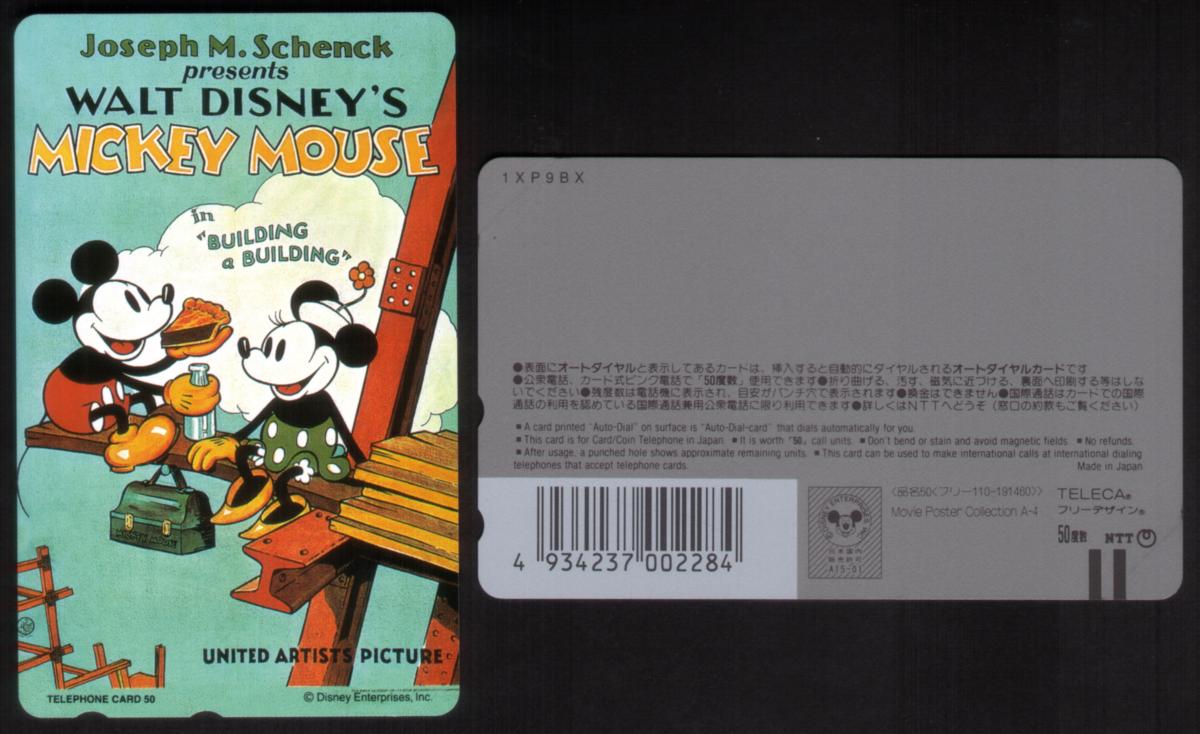 Joseph M. Schenck
presents
WALT DISNEY'S
MICKEY MOUSE
in
"BUILDING
a BUILDING"
MICKEY MOUSE
UNITED ARTISTS PICTURE
TELEPHONE CARD 50
© Disney Enterprises, Inc.
1XP9BX
●表面にオートダイヤルと表示してあるカードは、挿入すると自動的にダイヤルされるオートダイヤルカードです
●公衆電話、カード式ピンク電話で「50度数」使用できます●折り曲げる、汚す、磁気に近づける、裏面へ印刷する等はしな
いでください●残度数は電話機に表示され、目安がパンチ穴で表示されます●換金はできません●国際通話はカードでの国際
通話の利用を認めている国際通話兼用公衆電話に限り利用できます●詳しくはNTTへどうぞ（窓口の約款もご覧ください）
■ A card printed "Auto-Dial" on surface is "Auto-Dial-card" that dials automatically for you.
■ This card is for Card/Coin Telephone in Japan. ■ It is worth "50" call units. ■ Don't bend or stain and avoid magnetic fields. ■ No refunds.
■ After usage, a punched hole shows approximate remaining units. ■ This card can be used to make international calls at international dialing
telephones that accept telephone cards.
Made in Japan
4 934237 002284
DISNEY ENTERPRISES, INC.
日本国内
販売許可
A15-01
〈品名50〈フリー110-191460〉〉
Movie Poster Collection A-4
TELECA®
フリーデザイン®
50度数 NTT